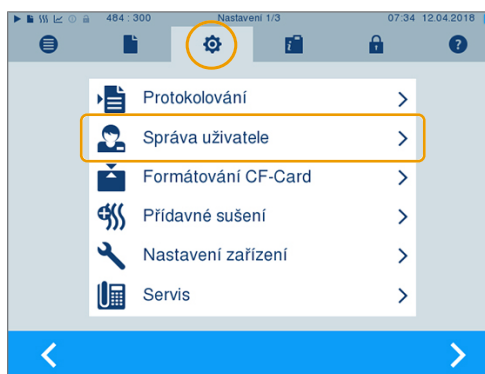 484 : 300 Nastavení 1/3 07:34 12.04.2018
Protokolování
Správa uživatele
Formátování CF-Card
Přídavné sušení
Nastavení zařízení
Servis